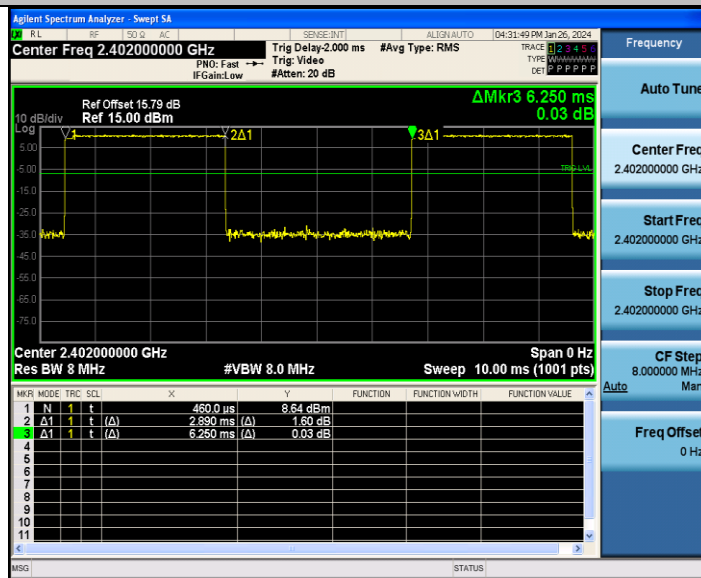 Agilent Spectrum Analyzer - Swept SA
RL RF 50 Ω AC SENSE:INT ALIGN AUTO 04:31:49 PM Jan 26, 2024
Center Freq 2.402000000 GHz
PNO: Fast
IFGain:Low
Trig Delay-2.000 ms
Trig: Video
#Atten: 20 dB
#Avg Type: RMS
TRACE 1 2 3 4 5 6
TYPE W
DET P P P P P P
Ref Offset 15.79 dB
10 dB/div Ref 15.00 dBm
ΔMkr3 6.250 ms
0.03 dB
Log
1 2Δ1 3Δ1
5.00
-5.00
TRIG LVL
-15.0
-25.0
-35.0
-45.0
-55.0
-65.0
-75.0
Center 2.402000000 GHz Span 0 Hz
Res BW 8 MHz #VBW 8.0 MHz Sweep 10.00 ms (1001 pts)
MKR MODE TRC SCL X Y FUNCTION FUNCTION WIDTH FUNCTION VALUE
1 N 1 t 460.0 µs 8.64 dBm
2 Δ1 1 t (Δ) 2.890 ms (Δ) 1.60 dB
3 Δ1 1 t (Δ) 6.250 ms (Δ) 0.03 dB
4
5
6
7
8
9
10
11
MSG STATUS
Frequency
Auto Tune
Center Freq
2.402000000 GHz
Start Freq
2.402000000 GHz
Stop Freq
2.402000000 GHz
CF Step
8.000000 MHz
Auto Man
Freq Offset
0 Hz